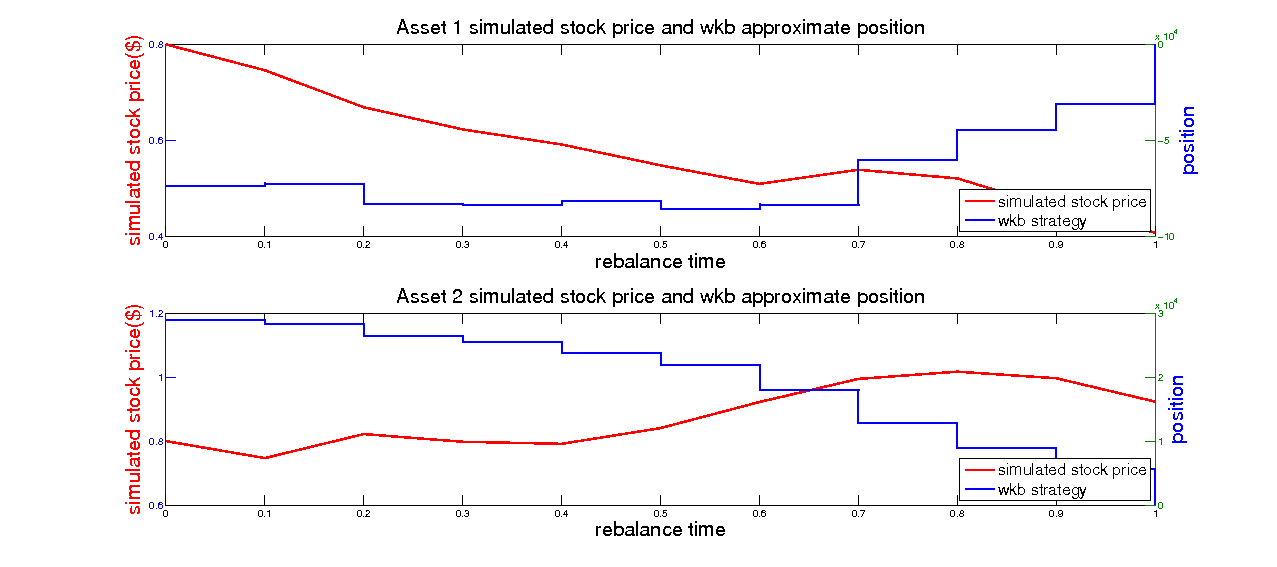 Asset 1 simulated stock price and wkb approximate position
simulated stock price($)
0.8
0.6
0.4
x 10^4
0
-5
-10
position
simulated stock price
wkb strategy
0 0.1 0.2 0.3 0.4 0.5 0.6 0.7 0.8 0.9 1
rebalance time
Asset 2 simulated stock price and wkb approximate position
simulated stock price($)
1.2
1
0.8
0.6
x 10^4
3
2
1
0
position
simulated stock price
wkb strategy
0 0.1 0.2 0.3 0.4 0.5 0.6 0.7 0.8 0.9 1
rebalance time